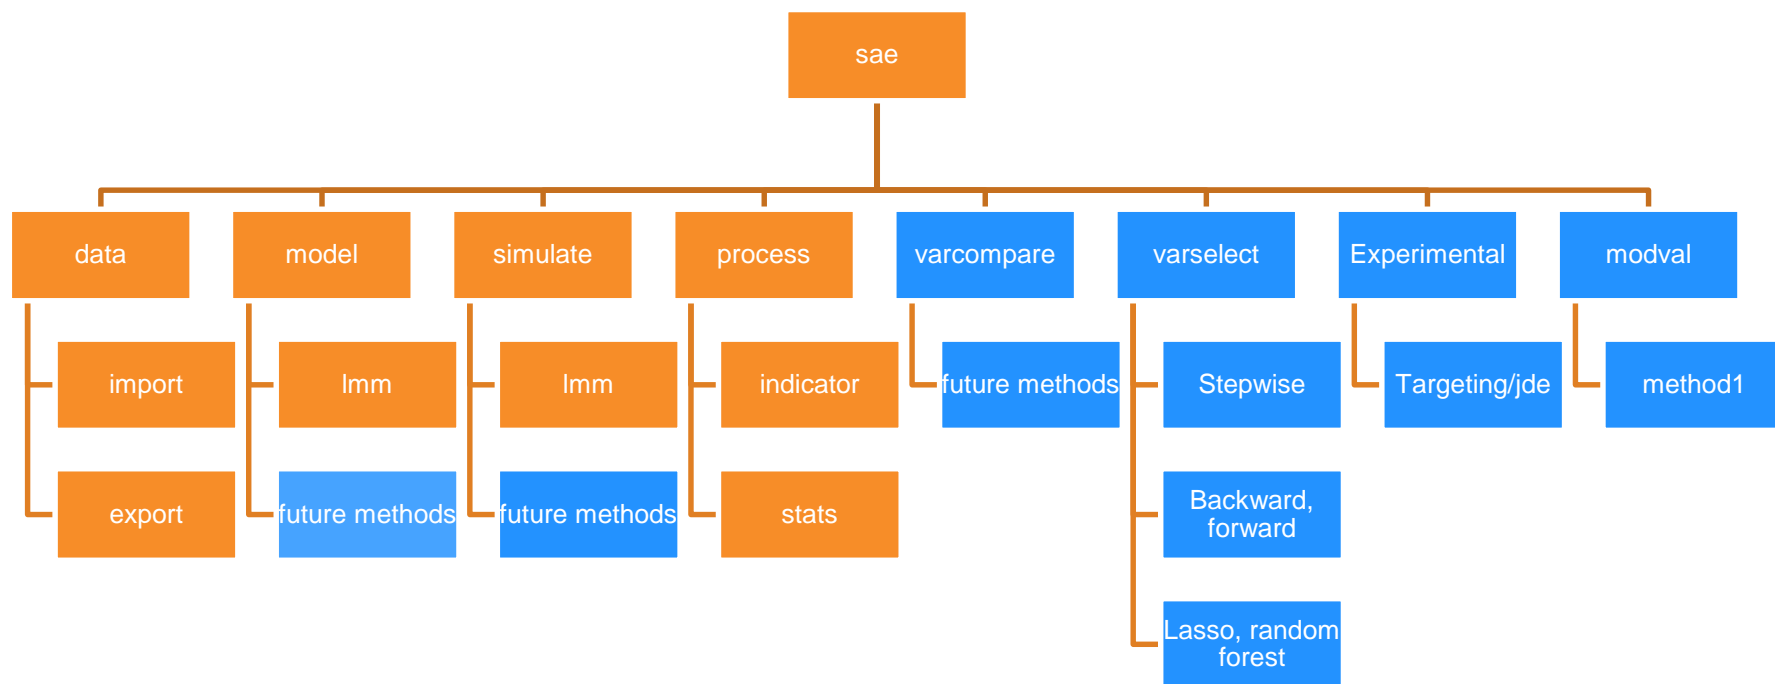 sae
data
model
simulate
process
varcompare
varselect
Experimental
modval
import
lmm
lmm
indicator
future methods
Stepwise
Targeting/jde
method1
export
future methods
future methods
stats
Backward,
forward
Lasso, random
forest